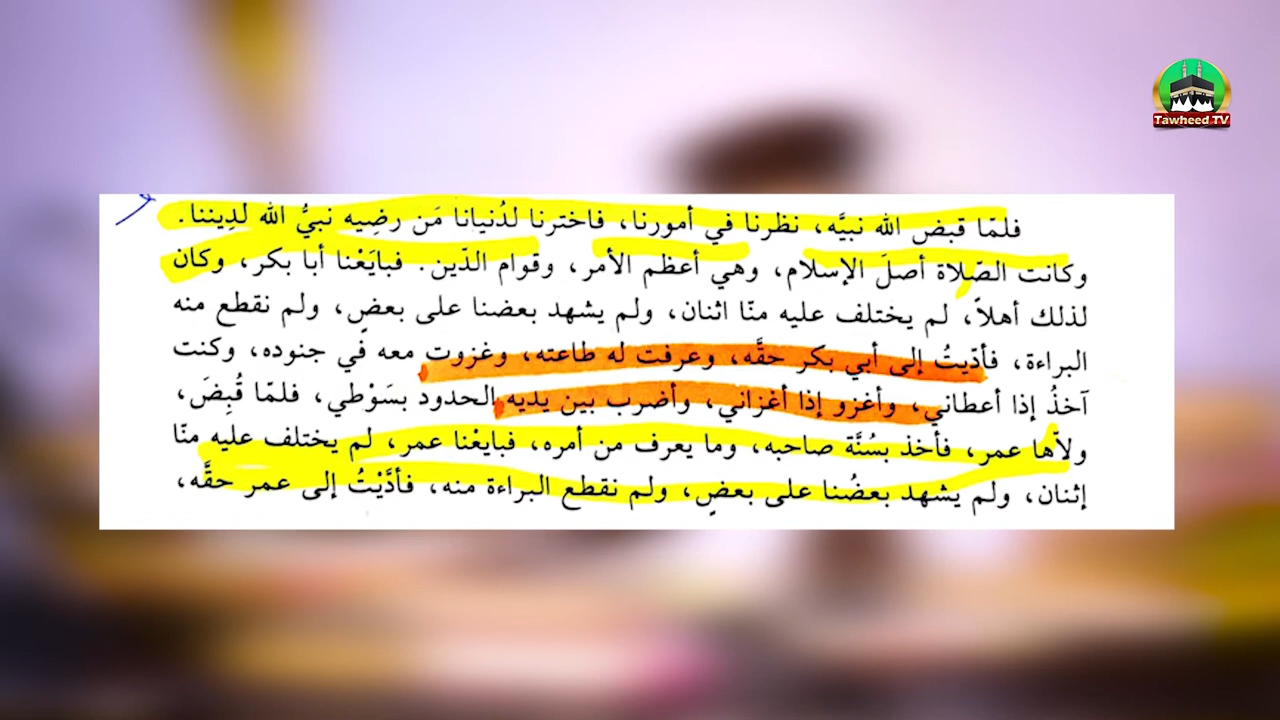 Tawheed TV
فلمّا قبض الله نبيَّه، نظرنا في أمورنا، فاخترنا لدُنيانا مَن رضِيه نبيُّ الله لدِيننا.
وكانت الصّلاة أصلَ الإسلام، وهي أعظم الأمر، وقوام الدّين. فبايَعْنا أبا بكر، وكان
لذلك أهلاً، لم يختلف عليه منّا اثنان، ولم يشهد بعضنا على بعضٍ، ولم نقطع منه
البراءة، فأدّيتُ إلى أبي بكر حقَّه، وعرفت له طاعته، وغزوت معه في جنوده، وكنت
آخذُ إذا أعطاني، وأغزو إذا أغزاني، وأضرب بين يديه الحدود بسَوْطي، فلمّا قُبِضَ،
ولاّها عمر، فأخذ بسُنَّة صاحبه، وما يعرف من أمره، فبايعْنا عمر، لم يختلف عليه منّا
إثنان، ولم يشهد بعضُنا على بعضٍ، ولم نقطع البراءة منه، فأدَّيْتُ إلى عمر حقَّه،